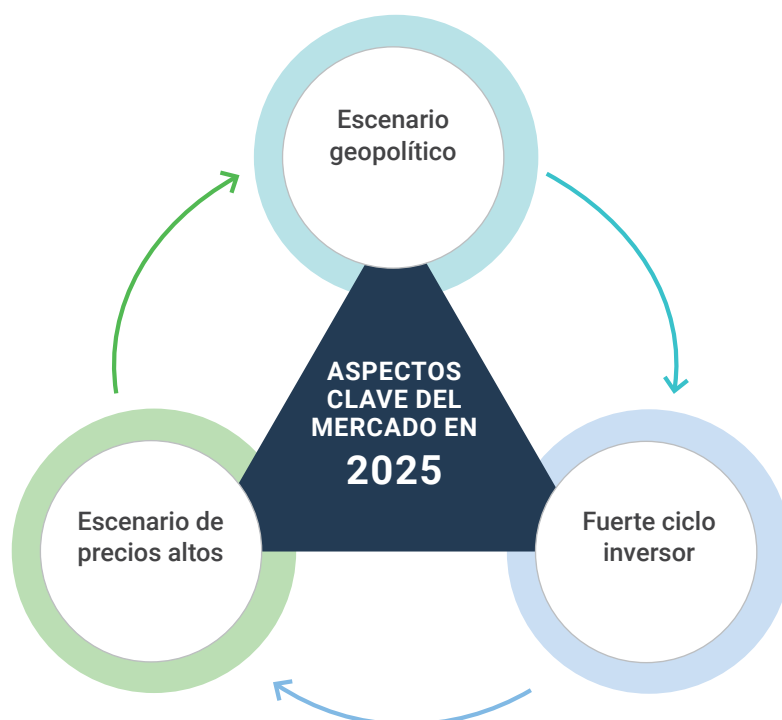 Escenario
geopolítico
ASPECTOS
CLAVE DEL
MERCADO EN
2025
Escenario de
precios altos
Fuerte ciclo
inversor